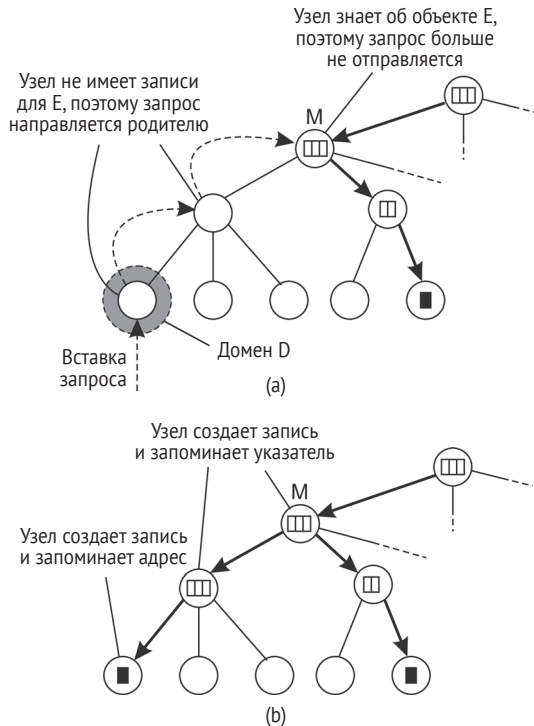 Узел знает об объекте E,
поэтому запрос больше
не отправляется
Узел не имеет записи
для E, поэтому запрос
направляется родителю
M
Домен D
Вставка
запроса
(a)
Узел создает запись
и запоминает указатель
M
Узел создает запись
и запоминает адрес
(b)